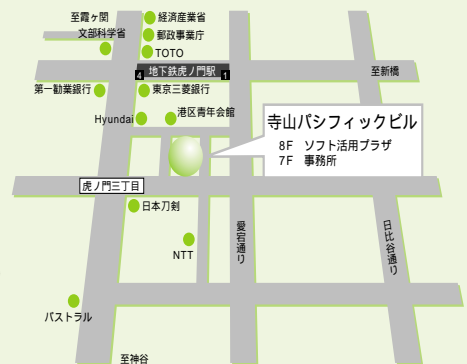 至霞ヶ関
経済産業省
文部科学省
郵政事業庁
TOTO
地下鉄虎ノ門駅
4
1
至新橋
第一勧業銀行
東京三菱銀行
Hyundai
港区青年会館
寺山パシフィックビル
8F ソフト活用プラザ
7F 事務所
虎ノ門三丁目
日本刀剣
愛宕通り
日比谷通り
NTT
パストラル
至神谷